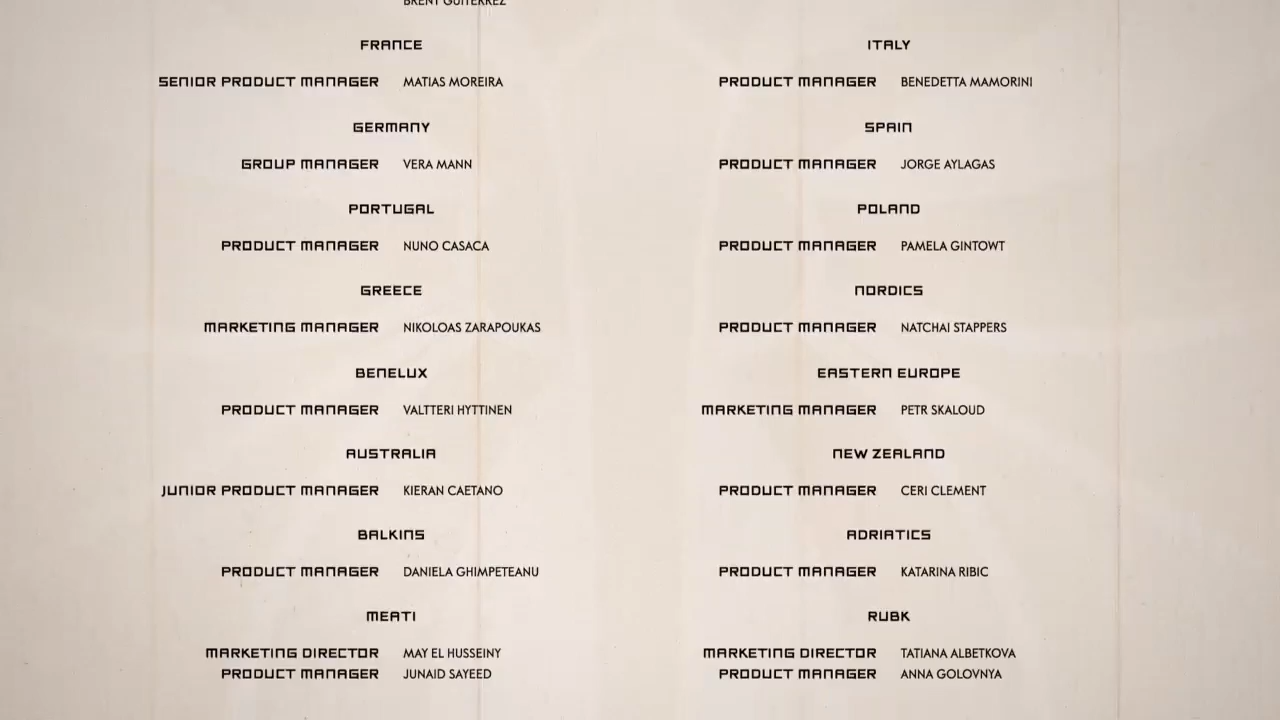 BRENT GUITERREZ
FRANCE
SENIOR PRODUCT MANAGER MATIAS MOREIRA
GERMANY
GROUP MANAGER VERA MANN
PORTUGAL
PRODUCT MANAGER NUNO CASACA
GREECE
MARKETING MANAGER NIKOLOAS ZARAPOUKAS
BENELUX
PRODUCT MANAGER VALTTERI HYTTINEN
AUSTRALIA
JUNIOR PRODUCT MANAGER KIERAN CAETANO
BALKINS
PRODUCT MANAGER DANIELA GHIMPETEANU
MEATI
MARKETING DIRECTOR MAY EL HUSSEINY
PRODUCT MANAGER JUNAID SAYEED
ITALY
PRODUCT MANAGER BENEDETTA MAMORINI
SPAIN
PRODUCT MANAGER JORGE AYLAGAS
POLAND
PRODUCT MANAGER PAMELA GINTOWT
NORDICS
PRODUCT MANAGER NATCHAI STAPPERS
EASTERN EUROPE
MARKETING MANAGER PETR SKALOUD
NEW ZEALAND
PRODUCT MANAGER CERI CLEMENT
ADRIATICS
PRODUCT MANAGER KATARINA RIBIC
RUBK
MARKETING DIRECTOR TATIANA ALBETKOVA
PRODUCT MANAGER ANNA GOLOVNYA